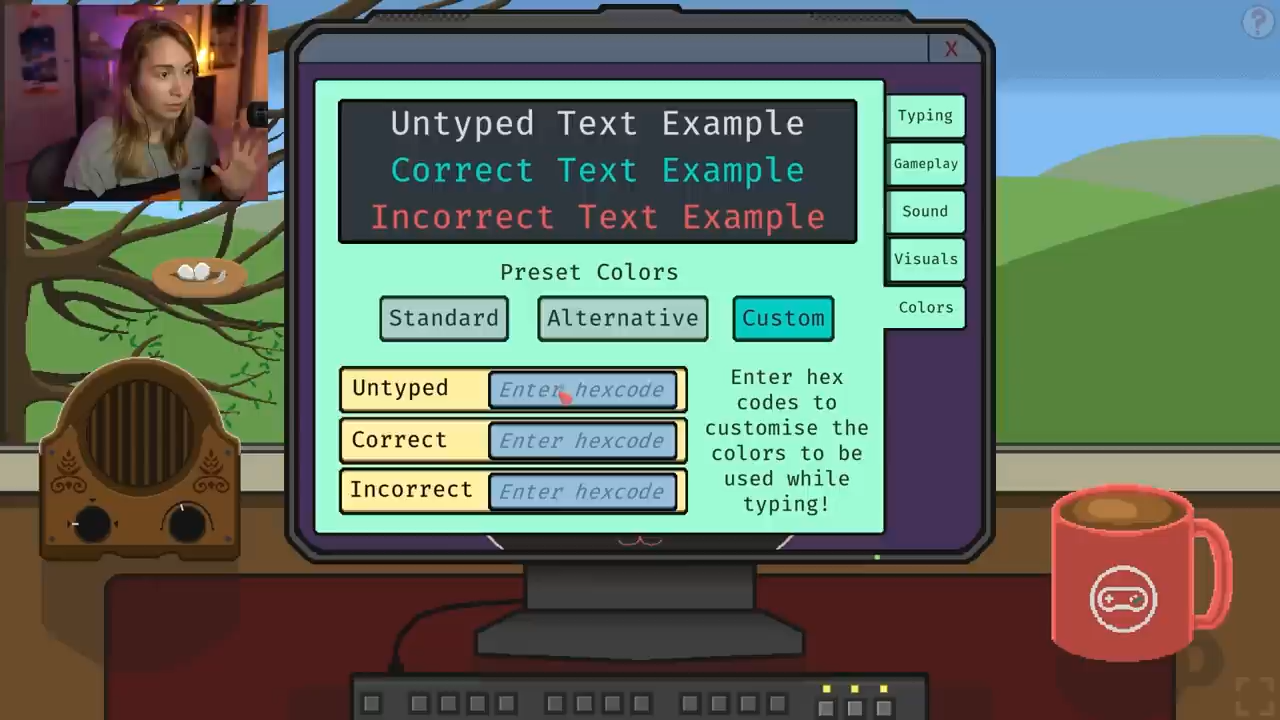 ?
X
Untyped Text Example
Correct Text Example
Incorrect Text Example
Preset Colors
Standard
Alternative
Custom
Untyped
Enter hexcode
Correct
Enter hexcode
Incorrect
Enter hexcode
Enter hex
codes to
customise the
colors to be
used while
typing!
Typing
Gameplay
Sound
Visuals
Colors